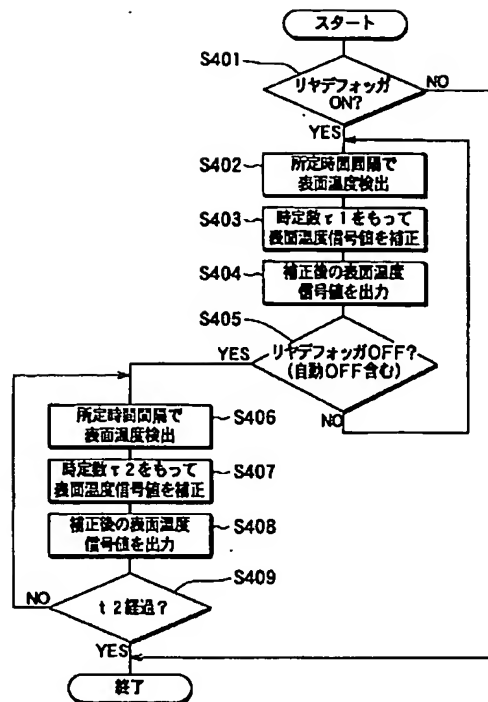 スタート
S401
リヤデフォッガ
ON?
NO
YES
S402
所定時間間隔で
表面温度検出
S403
時定数τ1をもって
表面温度信号値を補正
S404
補正後の表面温度
信号値を出力
S405
YES
リヤデフォッガOFF?
(自動OFF含む)
NO
所定時間間隔で
表面温度検出
S406
時定数τ2をもって
表面温度信号値を補正
S407
補正後の表面温度
信号値を出力
S408
S409
NO
t2経過?
YES
終了